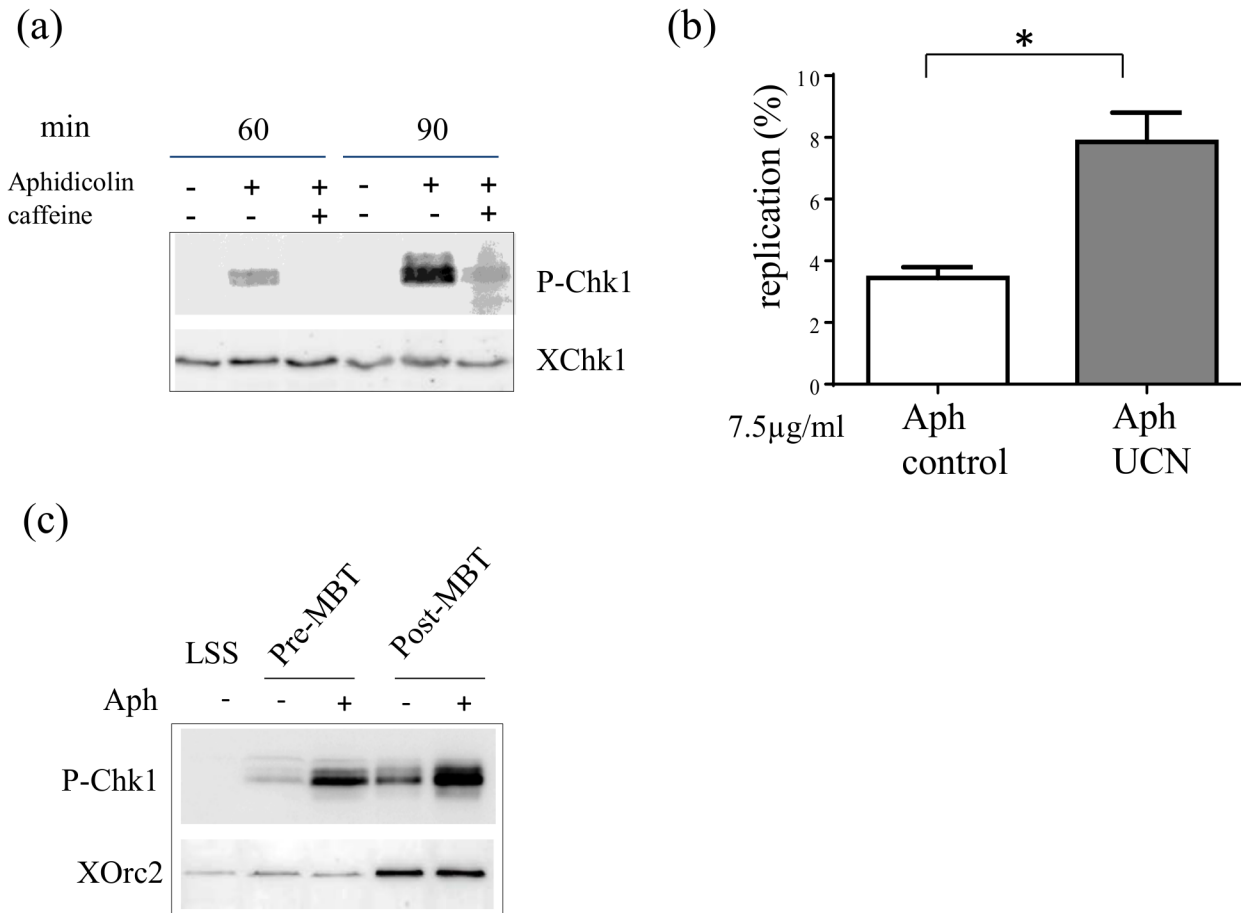 (a)
min 60 90
Aphidicolin - + + - + +
caffeine - - + - - +
P-Chk1
XChk1
(b)
*
replication (%)
10
8
6
4
2
0
7.5µg/ml
Aph
control
Aph
UCN
(c)
LSS Pre-MBT Post-MBT
Aph - - + - +
P-Chk1
XOrc2